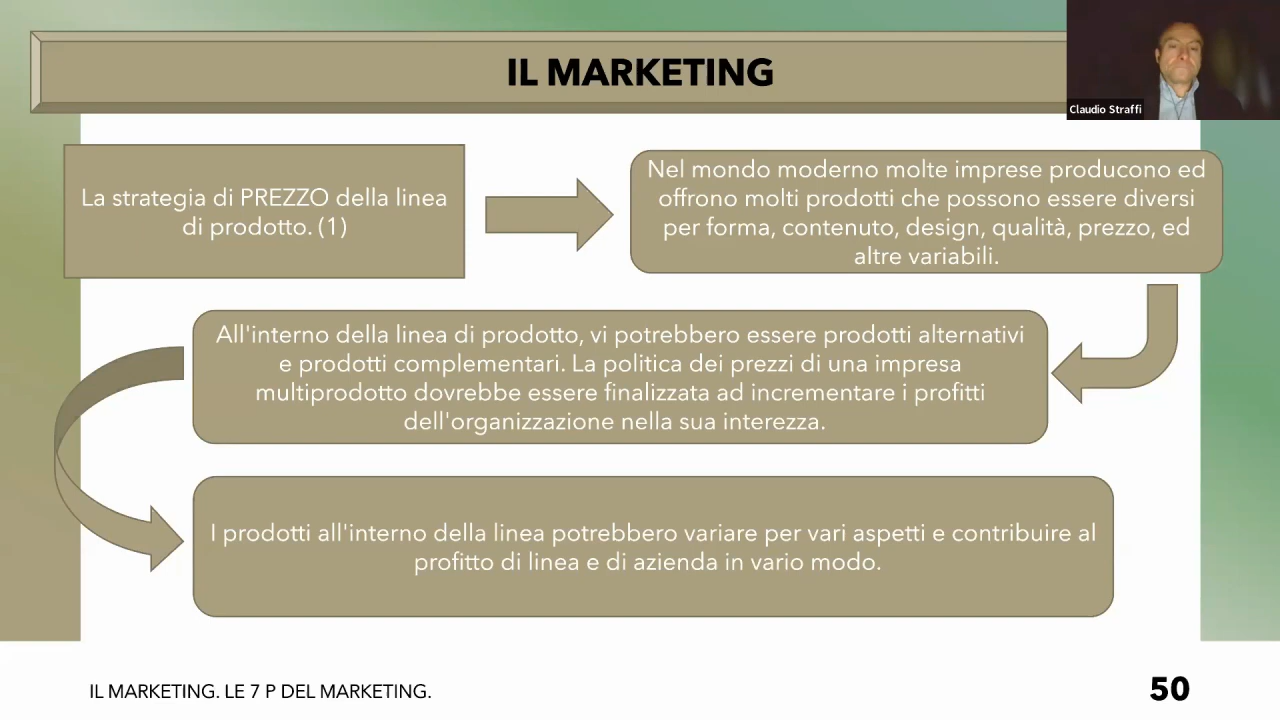 IL MARKETING
Claudio Straffi
La strategia di PREZZO della linea
di prodotto. (1)
Nel mondo moderno molte imprese producono ed
offrono molti prodotti che possono essere diversi
per forma, contenuto, design, qualità, prezzo, ed
altre variabili.
All'interno della linea di prodotto, vi potrebbero essere prodotti alternativi
e prodotti complementari. La politica dei prezzi di una impresa
multiprodotto dovrebbe essere finalizzata ad incrementare i profitti
dell'organizzazione nella sua interezza.
I prodotti all'interno della linea potrebbero variare per vari aspetti e contribuire al
profitto di linea e di azienda in vario modo.
IL MARKETING. LE 7 P DEL MARKETING.
50